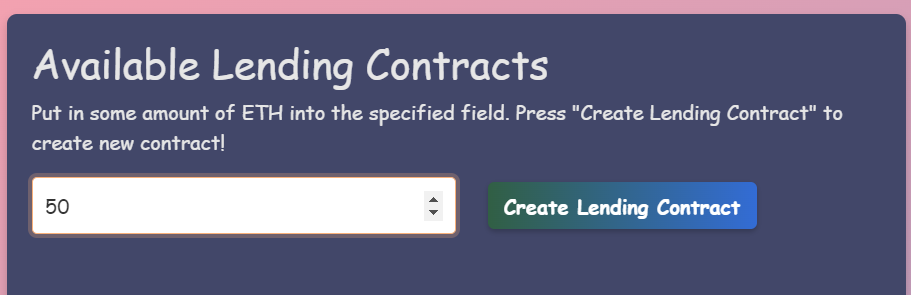 Available Lending Contracts
Put in some amount of ETH into the specified field. Press "Create Lending Contract" to
create new contract!
50
Create Lending Contract